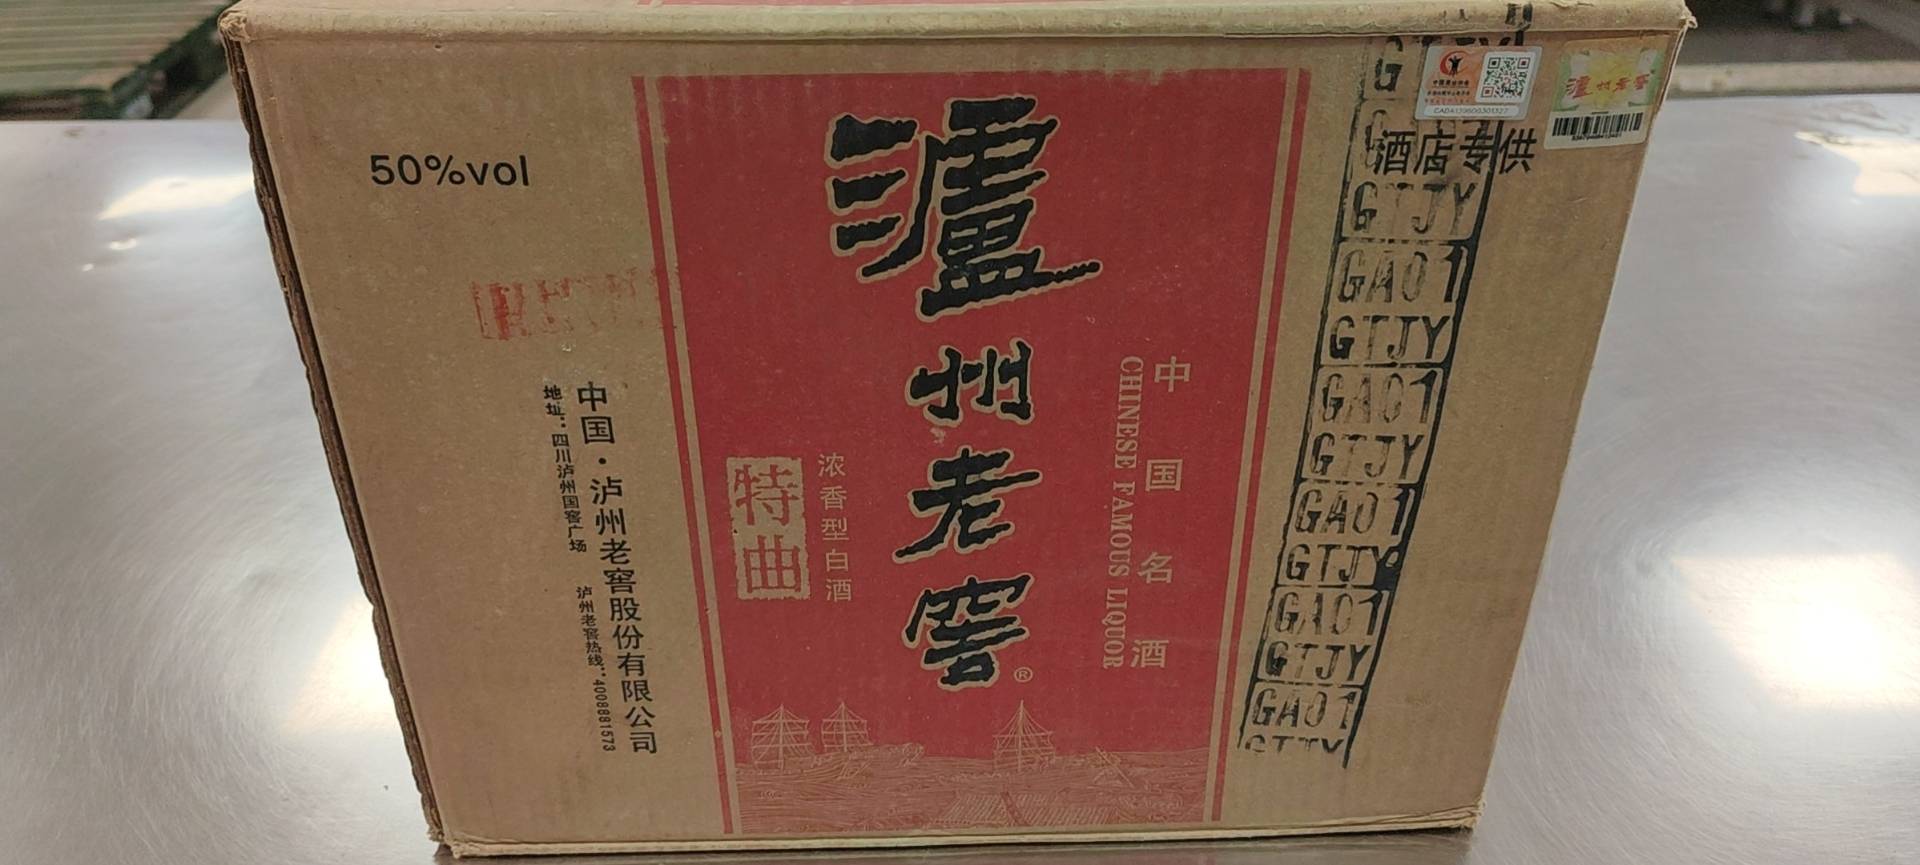 50%vol
瀘州老窖
®
中国名酒
CHINESE FAMOUS LIQUOR
浓香型白酒
特曲
中国·泸州老窖股份有限公司
地址：四川泸州国窖广场
泸州老窖热线：4008881573
酒店专供
瀘州老窖
GTJY
GA01
GTJY
GA01
GTJY
GA01
GTJY
GA01
GTJY
GA01
GTJY